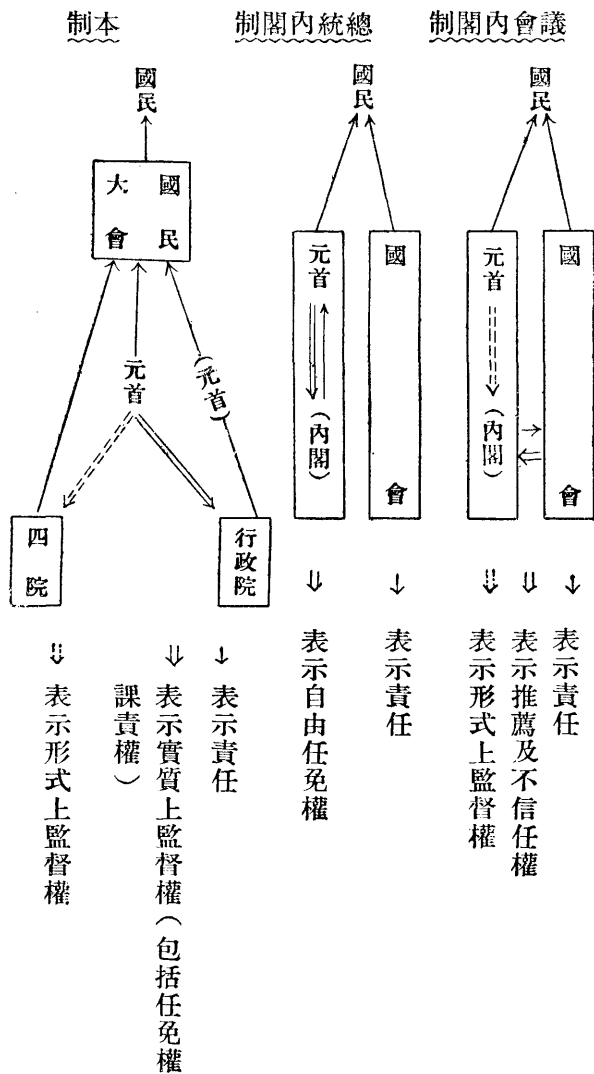 議會內閣制
國民
國會
元首
（內閣）
↓ 表示責任
⇓ 表示推薦及不信任權
⇓ 表示形式上監督權
總統內閣制
國民
國會
元首
（內閣）
↓ 表示責任
⇓ 表示自由任免權
本制
國民
國民
大會
（元首）
元首
行政院
四院
↓ 表示責任
⇓ 表示實質上監督權（包括任免權
課責權）
⇓ 表示形式上監督權